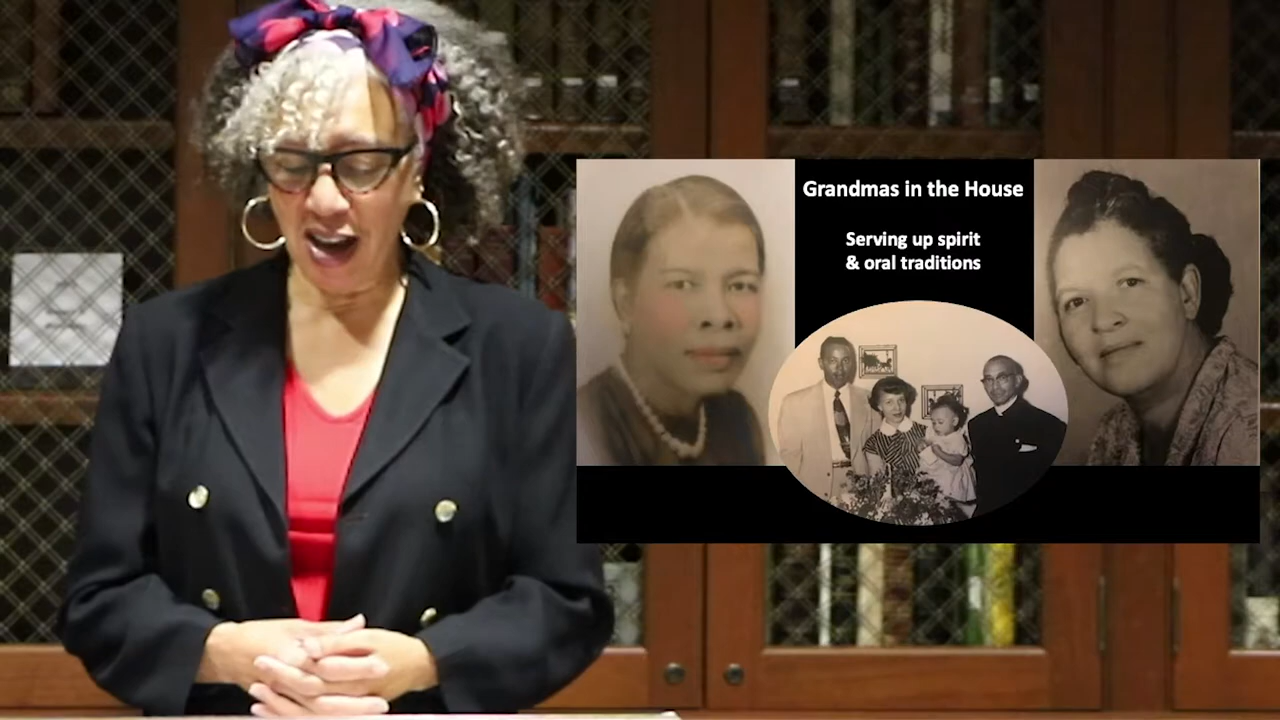 Grandmas in the House
Serving up spirit
& oral traditions